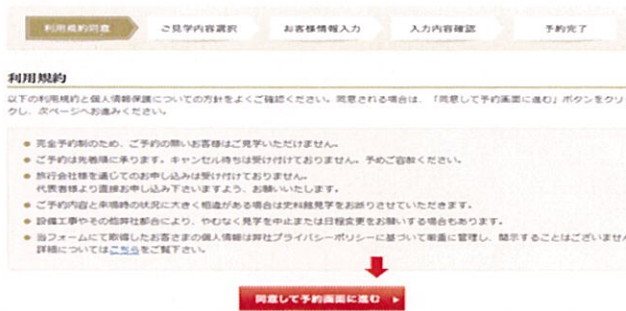 利用規約同意
ご見学内容選択
お客様情報入力
入力内容確認
予約完了
利用規約
以下の利用規約と個人情報保護についての方針をよくご確認ください。同意される場合は、「同意して予約画面に進む」ボタンをクリ
クし、次ページへお進みください。
完全予約制のため、ご予約の無いお客様はご見学いただけません。
ご予約は先着順に承ります。キャンセル待ちは受け付けておりません。予めご容赦ください。
旅行会社様を通じてのお申し込みは受け付けておりません。
代表者様より直接お申し込み下さいますよう、お願いいたします。
ご予約内容と来場時の状況に大きく相違がある場合は史料館見学をお断りさせていただきます。
設備工事やその他弊社都合により、やむなく見学を中止または日程変更をお願いする場合もあります。
当フォームにて取得したお客さまの個人情報は弊社プライバシーポリシーに基づいて厳重に管理し、開示することはございませ
詳細についてはこちらをご覧下さい。
同意して予約画面に進む